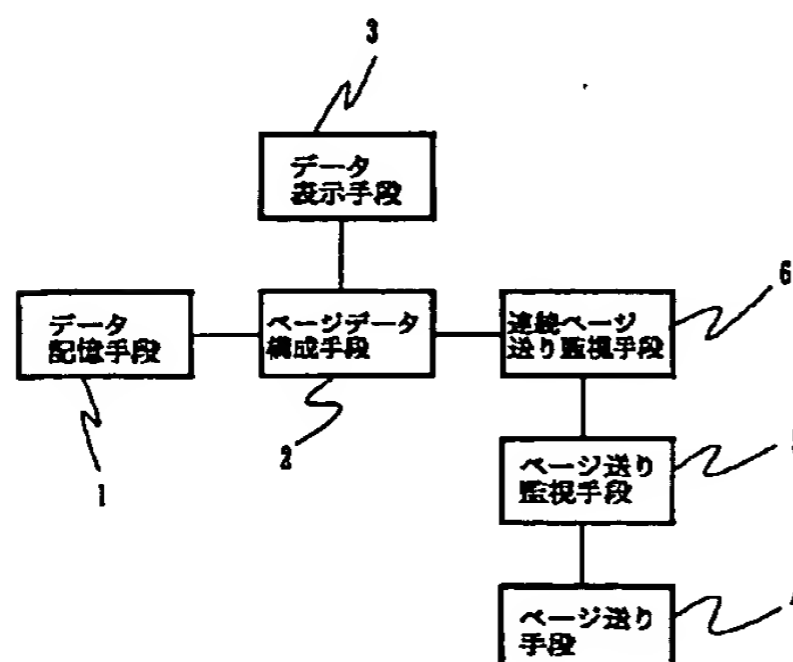 3
データ
表示手段
データ
記憶手段
ページデータ
構成手段
連続ページ
送り監視手段
6
1
2
ページ送り
監視手段
ページ送り
手段